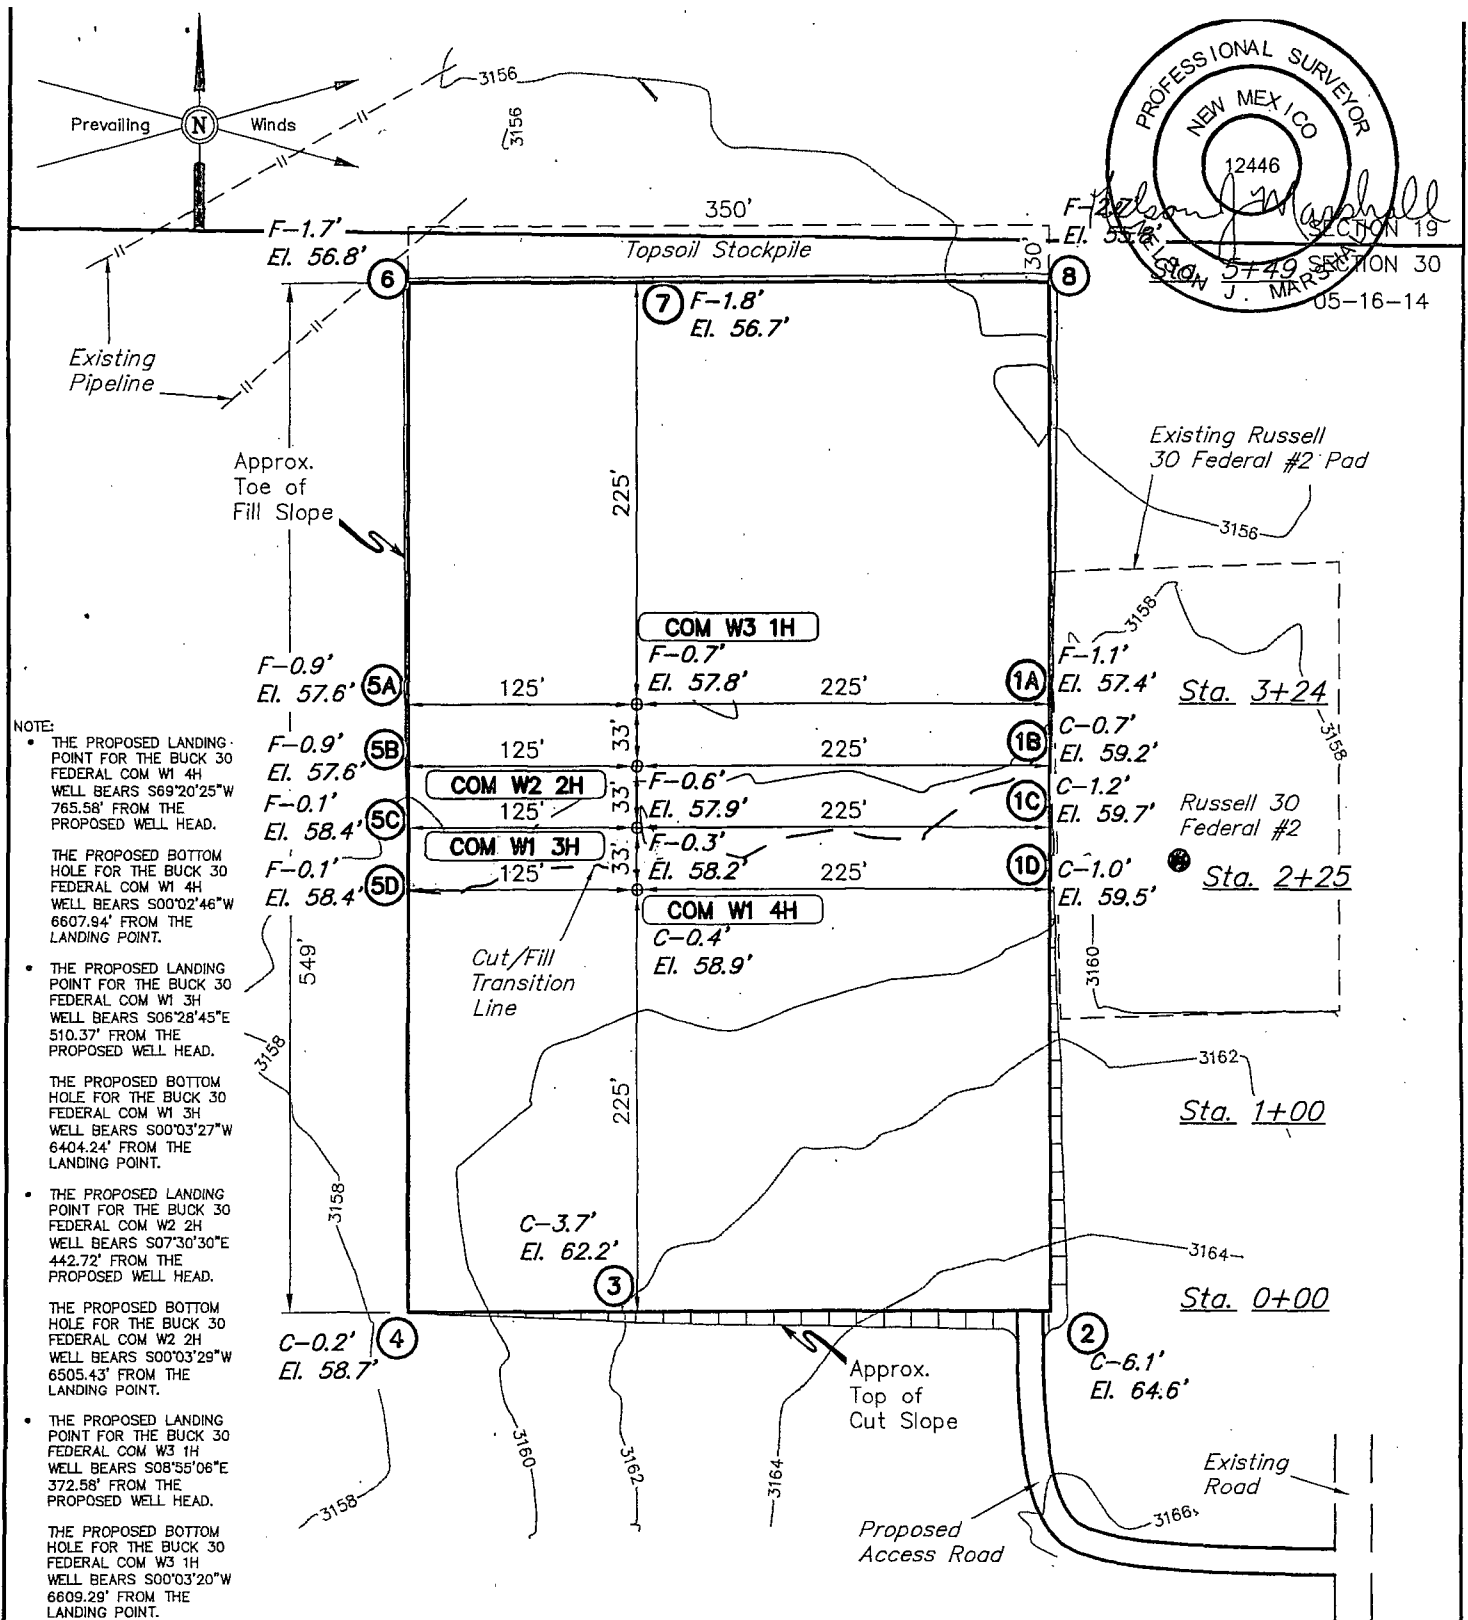 3156
3156
Prevailing N Winds
PROFESSIONAL SURVEYOR
NEW MEXICO
12446
NELSON J. MARSHALL
Nelson J. Marshall
SECTION 19
SECTION 30
05-16-14
350'
Topsoil Stockpile
30'
F-1.7'
El. 56.8'
6
7
F-1.8'
El. 56.7'
8
Sta. 5+49
Existing
Pipeline
Approx.
Toe of
Fill Slope
225'
Existing Russell
30 Federal #2 Pad
3156
3158
COM W3 1H
F-0.7'
El. 57.8'
F-0.9'
El. 57.6'
5A
125'
225'
1A
F-1.1'
El. 57.4'
Sta. 3+24
3158
33'
F-0.9'
El. 57.6'
5B
125'
225'
1B
C-0.7'
El. 59.2'
COM W2 2H
F-0.6'
El. 57.9'
33'
F-0.1'
El. 58.4'
5C
125'
225'
1C
C-1.2'
El. 59.7'
Russell 30
Federal #2
COM W1 3H
F-0.3'
El. 58.2'
33'
F-0.1'
El. 58.4'
5D
125'
225'
1D
C-1.0'
El. 59.5'
Sta. 2+25
COM W1 4H
C-0.4'
El. 58.9'
Cut/Fill
Transition
Line
549'
3160
3158
225'
3162
Sta. 1+00
3158
C-3.7'
El. 62.2'
3
3164
Sta. 0+00
4
C-0.2'
El. 58.7'
2
C-6.1'
El. 64.6'
Approx.
Top of
Cut Slope
3158
3160
3162
3164
3166
Existing
Road
Proposed
Access Road
NOTE:
• THE PROPOSED LANDING
POINT FOR THE BUCK 30
FEDERAL COM W1 4H
WELL BEARS S69°20'25"W
765.58' FROM THE
PROPOSED WELL HEAD.
THE PROPOSED BOTTOM
HOLE FOR THE BUCK 30
FEDERAL COM W1 4H
WELL BEARS S00°02'46"W
6607.94' FROM THE
LANDING POINT.
• THE PROPOSED LANDING
POINT FOR THE BUCK 30
FEDERAL COM W1 3H
WELL BEARS S06°28'45"E
510.37' FROM THE
PROPOSED WELL HEAD.
THE PROPOSED BOTTOM
HOLE FOR THE BUCK 30
FEDERAL COM W1 3H
WELL BEARS S00°03'27"W
6404.24' FROM THE
LANDING POINT.
• THE PROPOSED LANDING
POINT FOR THE BUCK 30
FEDERAL COM W2 2H
WELL BEARS S07°30'30"E
442.72' FROM THE
PROPOSED WELL HEAD.
THE PROPOSED BOTTOM
HOLE FOR THE BUCK 30
FEDERAL COM W2 2H
WELL BEARS S00°03'29"W
6505.43' FROM THE
LANDING POINT.
• THE PROPOSED LANDING
POINT FOR THE BUCK 30
FEDERAL COM W3 1H
WELL BEARS S08°55'06"E
372.58' FROM THE
PROPOSED WELL HEAD.
THE PROPOSED BOTTOM
HOLE FOR THE BUCK 30
FEDERAL COM W3 1H
WELL BEARS S00°03'20"W
6609.29' FROM THE
LANDING POINT.